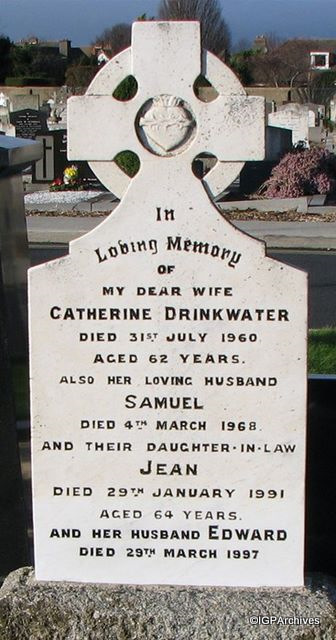 In
Loving Memory
OF
MY DEAR WIFE
CATHERINE DRINKWATER
DIED 31ST JULY 1960
AGED 62 YEARS.
ALSO HER LOVING HUSBAND
SAMUEL
DIED 4TH MARCH 1968
AND THEIR DAUGHTER-IN-LAW
JEAN
DIED 29TH JANUARY 1991
AGED 64 YEARS.
AND HER HUSBAND EDWARD
DIED 29TH MARCH 1997
©IGPArchives